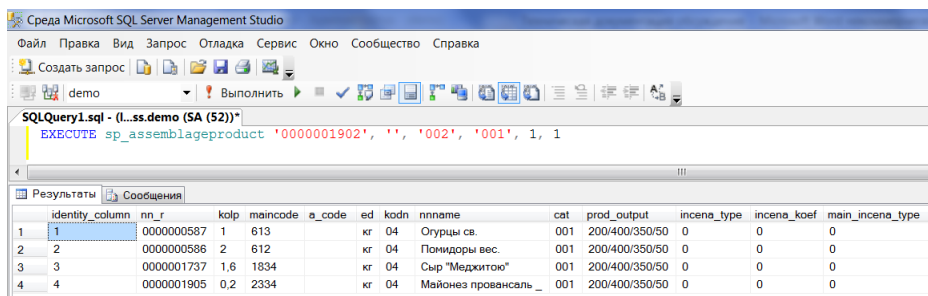 Среда Microsoft SQL Server Management Studio
Файл Правка Вид Запрос Отладка Сервис Окно Сообщество Справка
Создать запрос
demo Выполнить
SQLQuery1.sql - (l...ss.demo (SA (52))*
EXECUTE sp_assemblageproduct '0000001902', '', '002', '001', 1, 1
Результаты Сообщения
identity_column nn_r kolp maincode a_code ed kodn nnname cat prod_output incena_type incena_koef main_incena_type
1 1 0000000587 1 613 кг 04 Огурцы св. 001 200/400/350/50 0 0 0
2 2 0000000586 2 612 кг 04 Помидоры вес. 001 200/400/350/50 0 0 0
3 3 0000001737 1,6 1834 кг 04 Сыр "Меджитою" 001 200/400/350/50 0 0 0
4 4 0000001905 0,2 2334 кг 04 Майонез провансаль _ 001 200/400/350/50 0 0 0